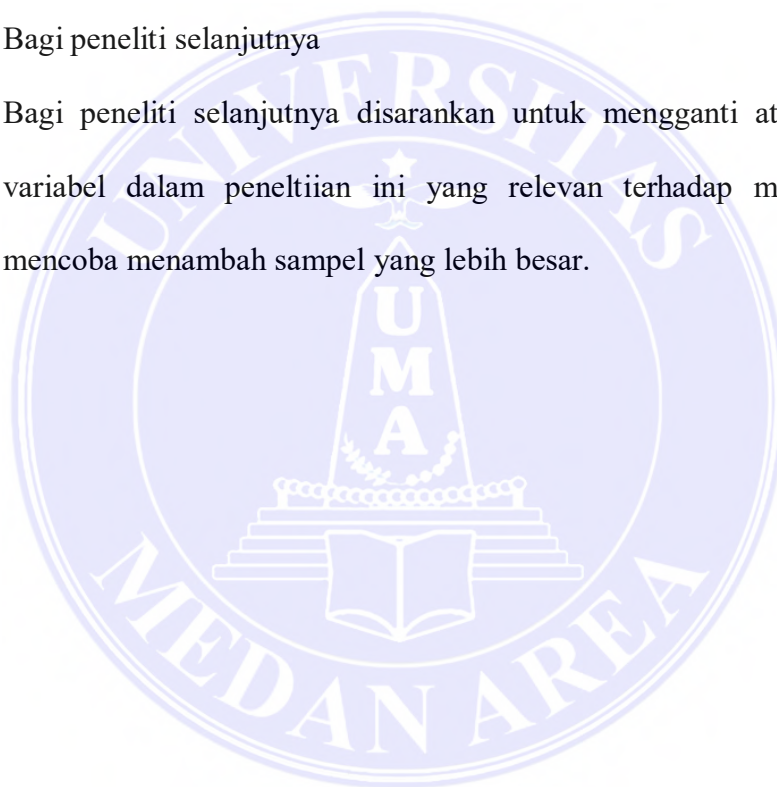 Bagi peneliti selanjutnya
Bagi peneliti selanjutnya disarankan untuk mengganti at
variabel dalam peneltiian ini yang relevan terhadap m
mencoba menambah sampel yang lebih besar.
UNIVERSITAS
UMA
MEDAN AREA